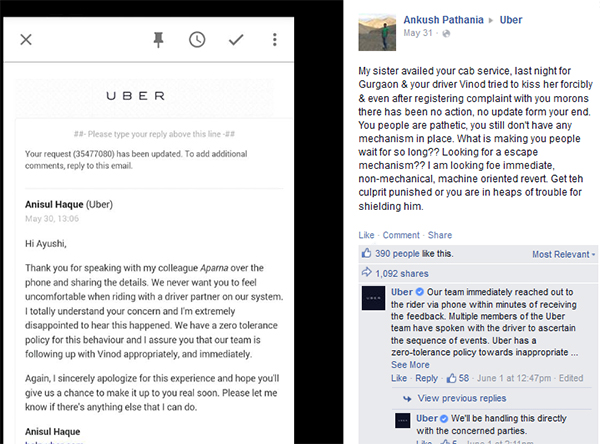 UBER
##- Please type your reply above this line -##
Your request (35477080) has been updated. To add additional
comments, reply to this email.
Anisul Haque (Uber)
May 30, 13:06
Hi Ayushi,
Thank you for speaking with my colleague Aparna over the
phone and sharing the details. We never want you to feel
uncomfortable when riding with a driver partner on our system.
I totally understand your concern and I'm extremely
disappointed to hear this happened. We have a zero tolerance
policy for this behaviour and I assure you that our team is
following up with Vinod appropriately, and immediately.
Again, I sincerely apologize for this experience and hope you'll
give us a chance to make it up to you real soon. Please let me
know if there's anything else that I can do.
Anisul Haque
Ankush Pathania ▸ Uber
May 31 ·
My sister availed your cab service, last night for
Gurgaon & your driver Vinod tried to kiss her forcibly
& even after registering complaint with you morons
there has been no action, no update form your end.
You people are pathetic, you still don't have any
mechanism in place. What is making you people
wait for so long?? Looking for a escape
mechanism?? I am looking foe immediate,
non-mechanical, machine oriented revert. Get teh
culprit punished or you are in heaps of trouble for
shielding him.
Like · Comment · Share
390 people like this.
Most Relevant
1,092 shares
UBER
Uber Our team immediately reached out to
the rider via phone within minutes of receiving
the feedback. Multiple members of the Uber
team have spoken with the driver to ascertain
the sequence of events. Uber has a
zero-tolerance policy towards inappropriate ...
See More
Like · Reply · 58 · June 1 at 12:47pm · Edited
View previous replies
UBER
Uber We'll be handling this directly
with the concerned parties.